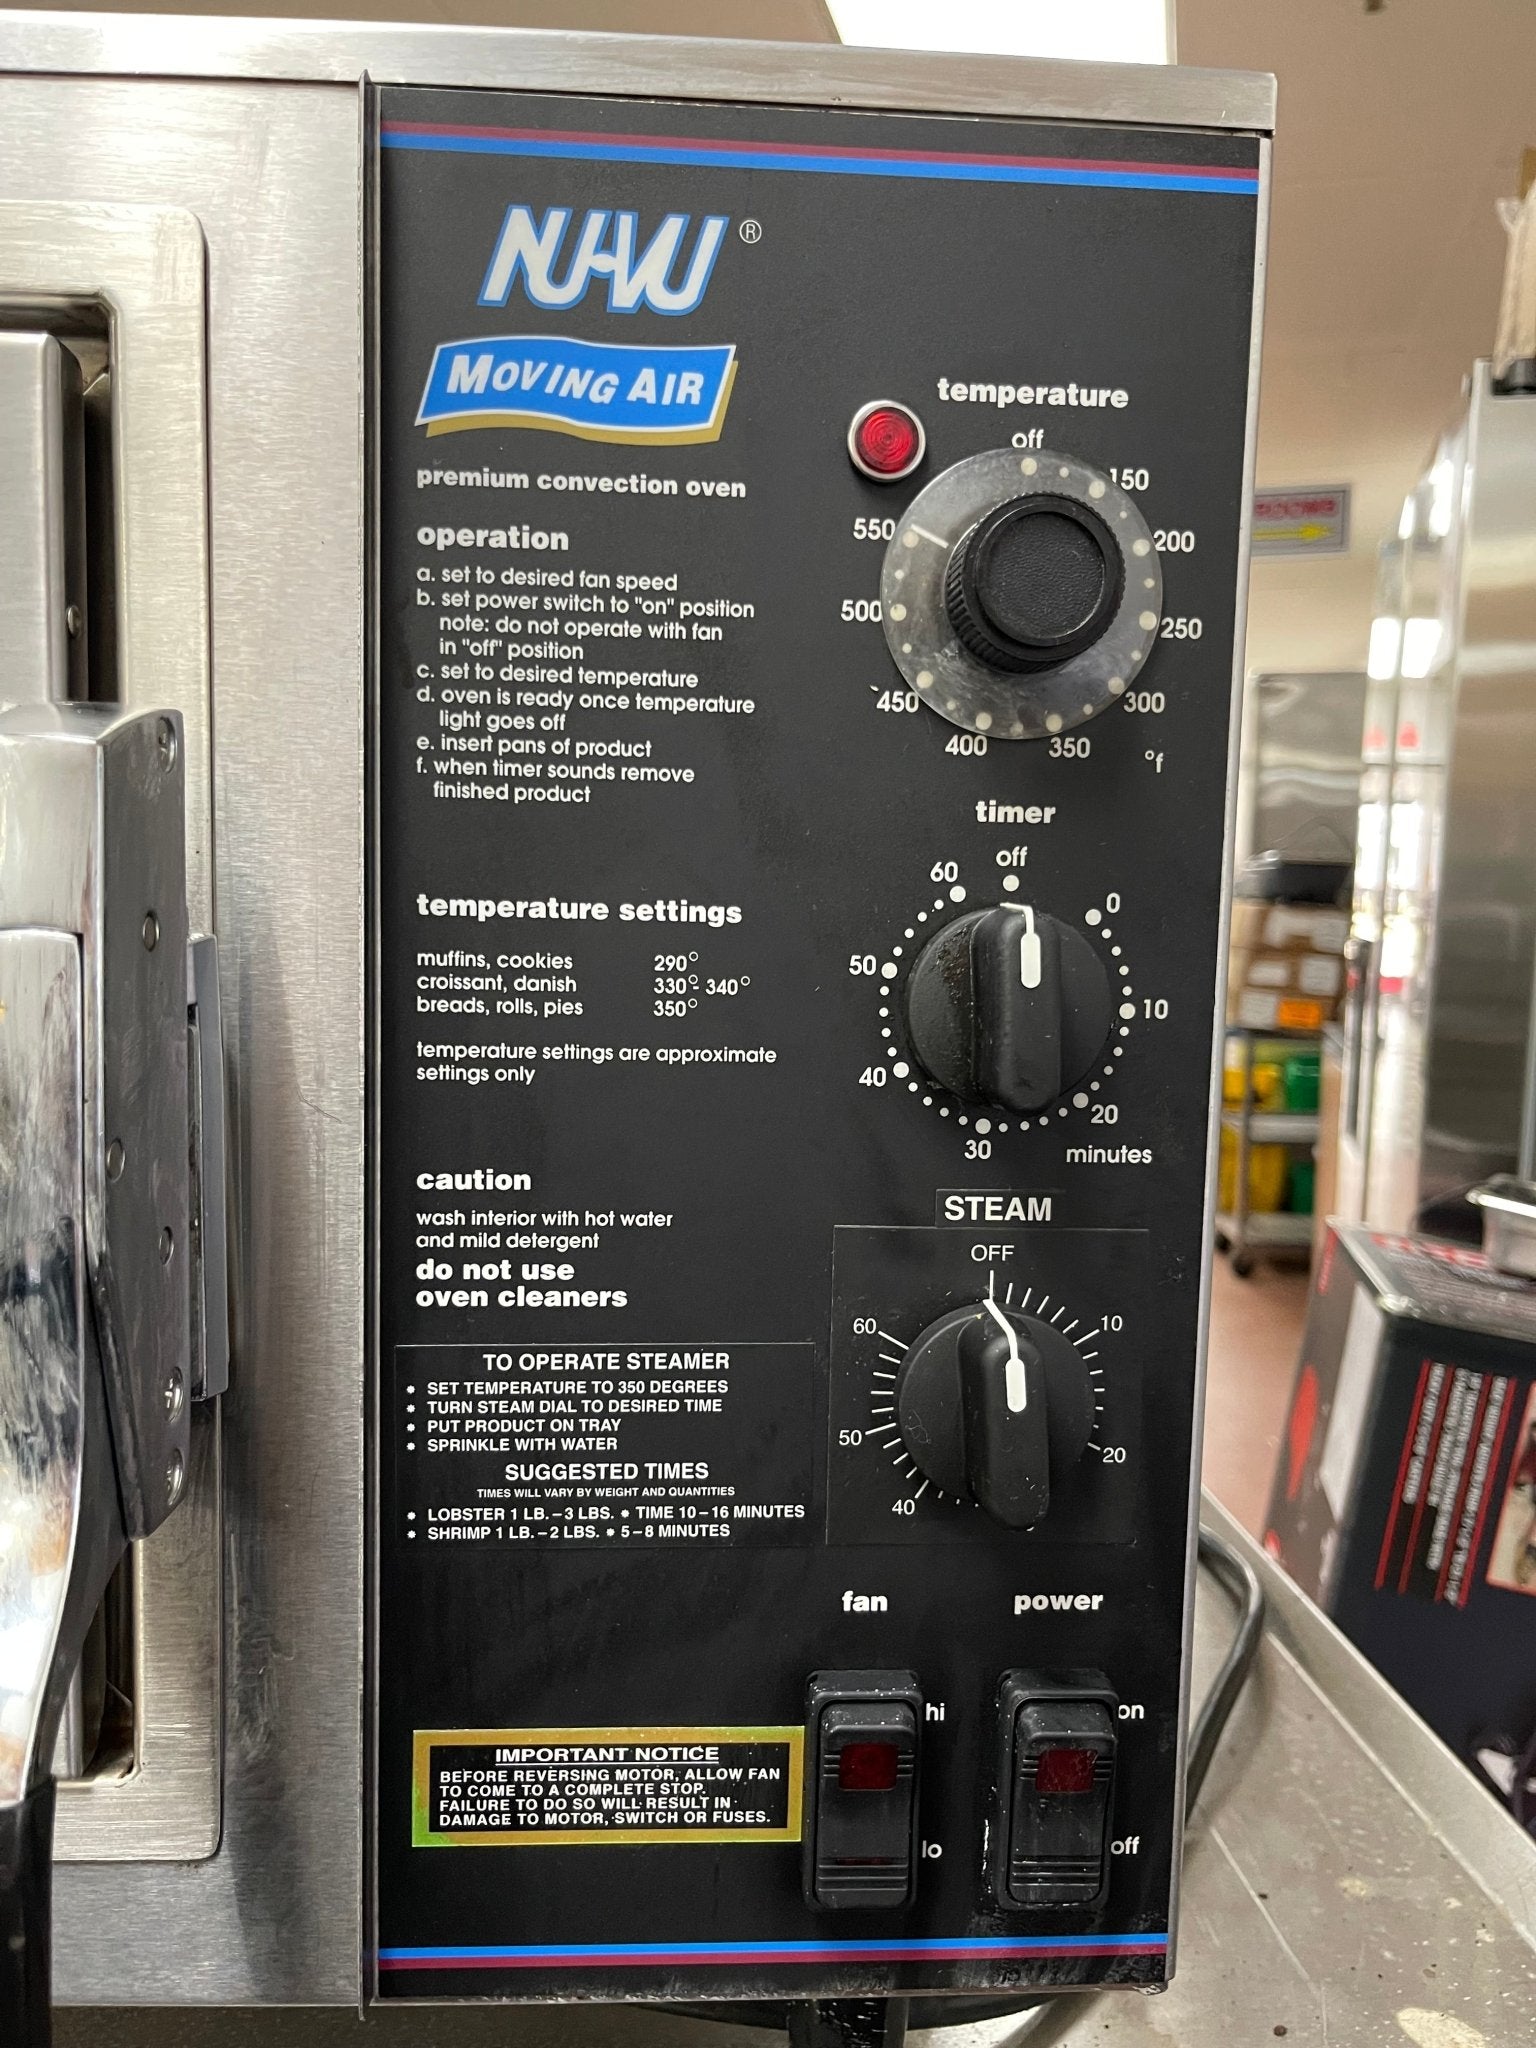 NU-VU ®
MOVING AIR
premium convection oven
operation
a. set to desired fan speed
b. set power switch to "on" position
note: do not operate with fan
in "off" position
c. set to desired temperature
d. oven is ready once temperature
light goes off
e. insert pans of product
f. when timer sounds remove
finished product
temperature settings
muffins, cookies 290°
croissant, danish 330°- 340°
breads, rolls, pies 350°
temperature settings are approximate
settings only
caution
wash interior with hot water
and mild detergent
do not use
oven cleaners
TO OPERATE STEAMER
* SET TEMPERATURE TO 350 DEGREES
* TURN STEAM DIAL TO DESIRED TIME
* PUT PRODUCT ON TRAY
* SPRINKLE WITH WATER
SUGGESTED TIMES
TIMES WILL VARY BY WEIGHT AND QUANTITIES
* LOBSTER 1 LB. – 3 LBS. * TIME 10 – 16 MINUTES
* SHRIMP 1 LB. – 2 LBS. * 5 – 8 MINUTES
IMPORTANT NOTICE
BEFORE REVERSING MOTOR, ALLOW FAN
TO COME TO A COMPLETE STOP.
FAILURE TO DO SO WILL RESULT IN
DAMAGE TO MOTOR, SWITCH OR FUSES.
temperature
off
150
200
250
300
350
400
450
500
550
°f
timer
off
0
10
20
30
40
50
60
minutes
STEAM
OFF
10
20
40
50
60
fan
hi
lo
power
on
off